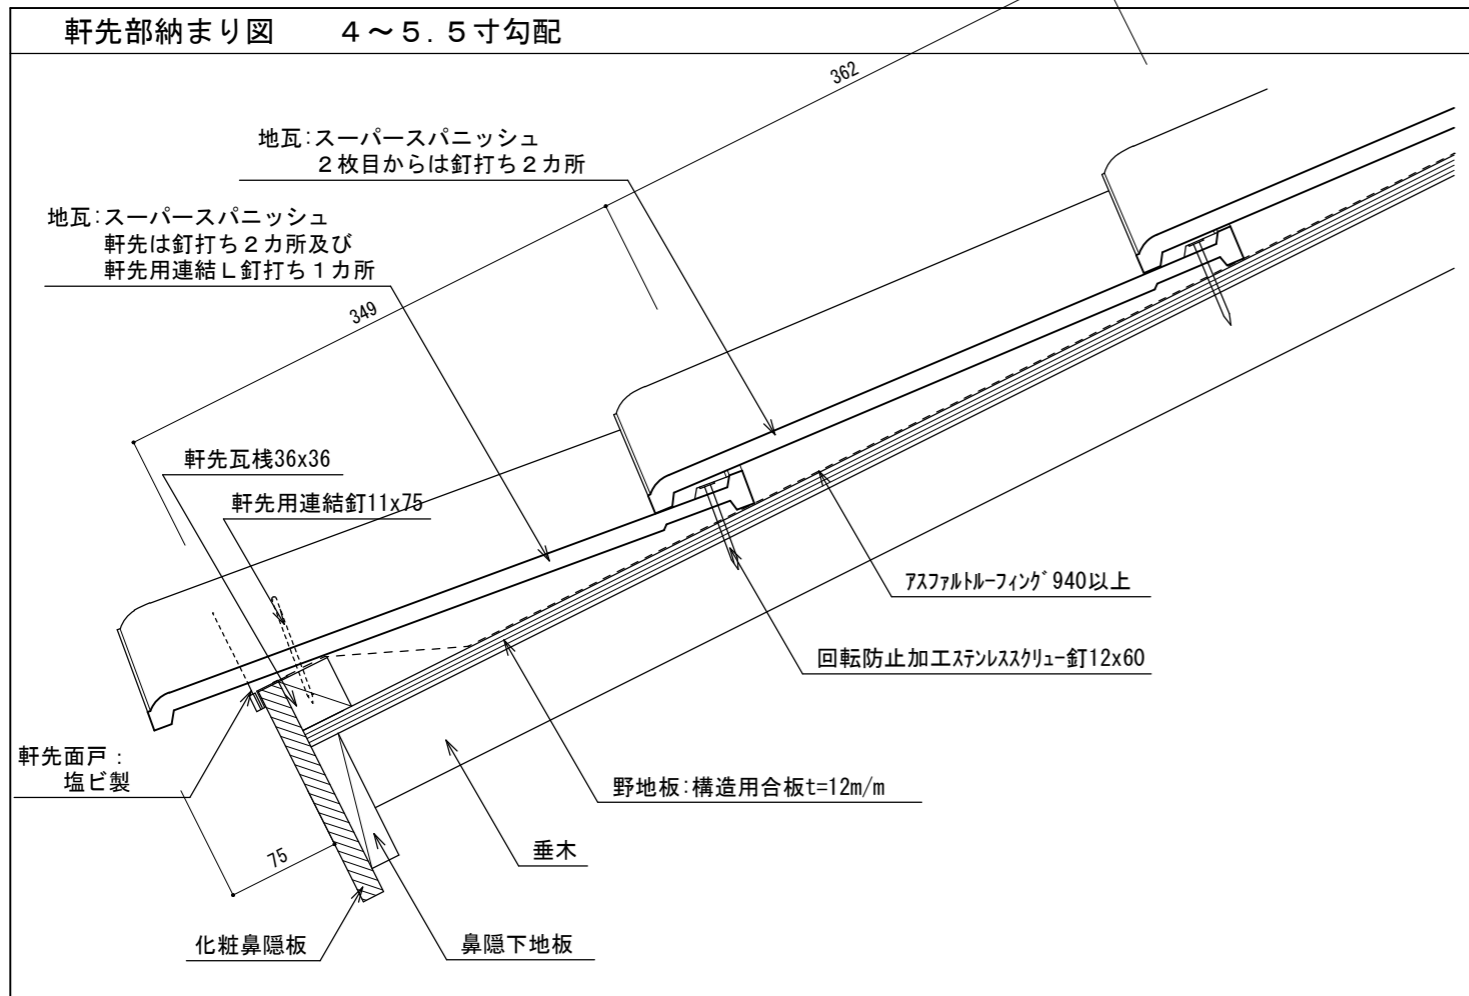 軒先部納まり図　　４～５．５寸勾配
362
地瓦：スーパースパニッシュ
２枚目からは釘打ち２カ所
地瓦：スーパースパニッシュ
軒先は釘打ち２カ所及び
軒先用連結Ｌ釘打ち１カ所
349
軒先瓦桟36x36
軒先用連結釘11x75
ｱｽﾌｧﾙﾄﾙｰﾌｨﾝｸﾞ940以上
回転防止加工ｽﾃﾝﾚｽｽｸﾘｭｰ釘12x60
軒先面戸：
塩ビ製
野地板：構造用合板t=12m/m
垂木
75
化粧鼻隠板
鼻隠下地板